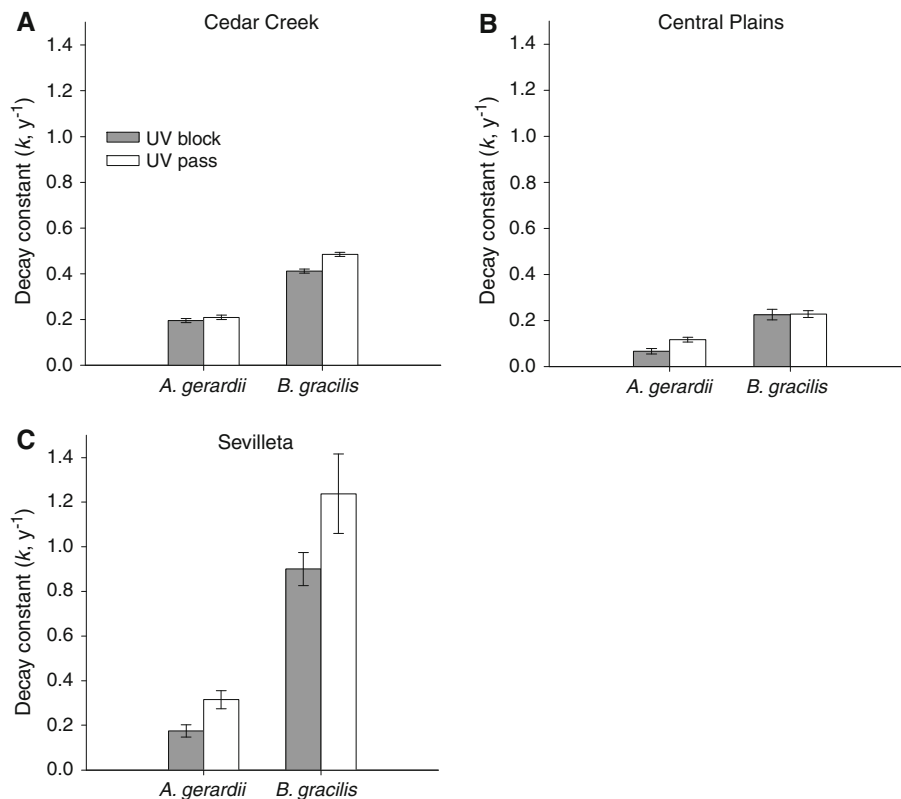 A
Cedar Creek
Decay constant (k, y-1)
1.4
1.2
1.0
0.8
0.6
0.4
0.2
0.0
UV block
UV pass
A. gerardii
B. gracilis
B
Central Plains
Decay constant (k, y-1)
1.4
1.2
1.0
0.8
0.6
0.4
0.2
0.0
A. gerardii
B. gracilis
C
Sevilleta
Decay constant (k, y-1)
1.4
1.2
1.0
0.8
0.6
0.4
0.2
0.0
A. gerardii
B. gracilis